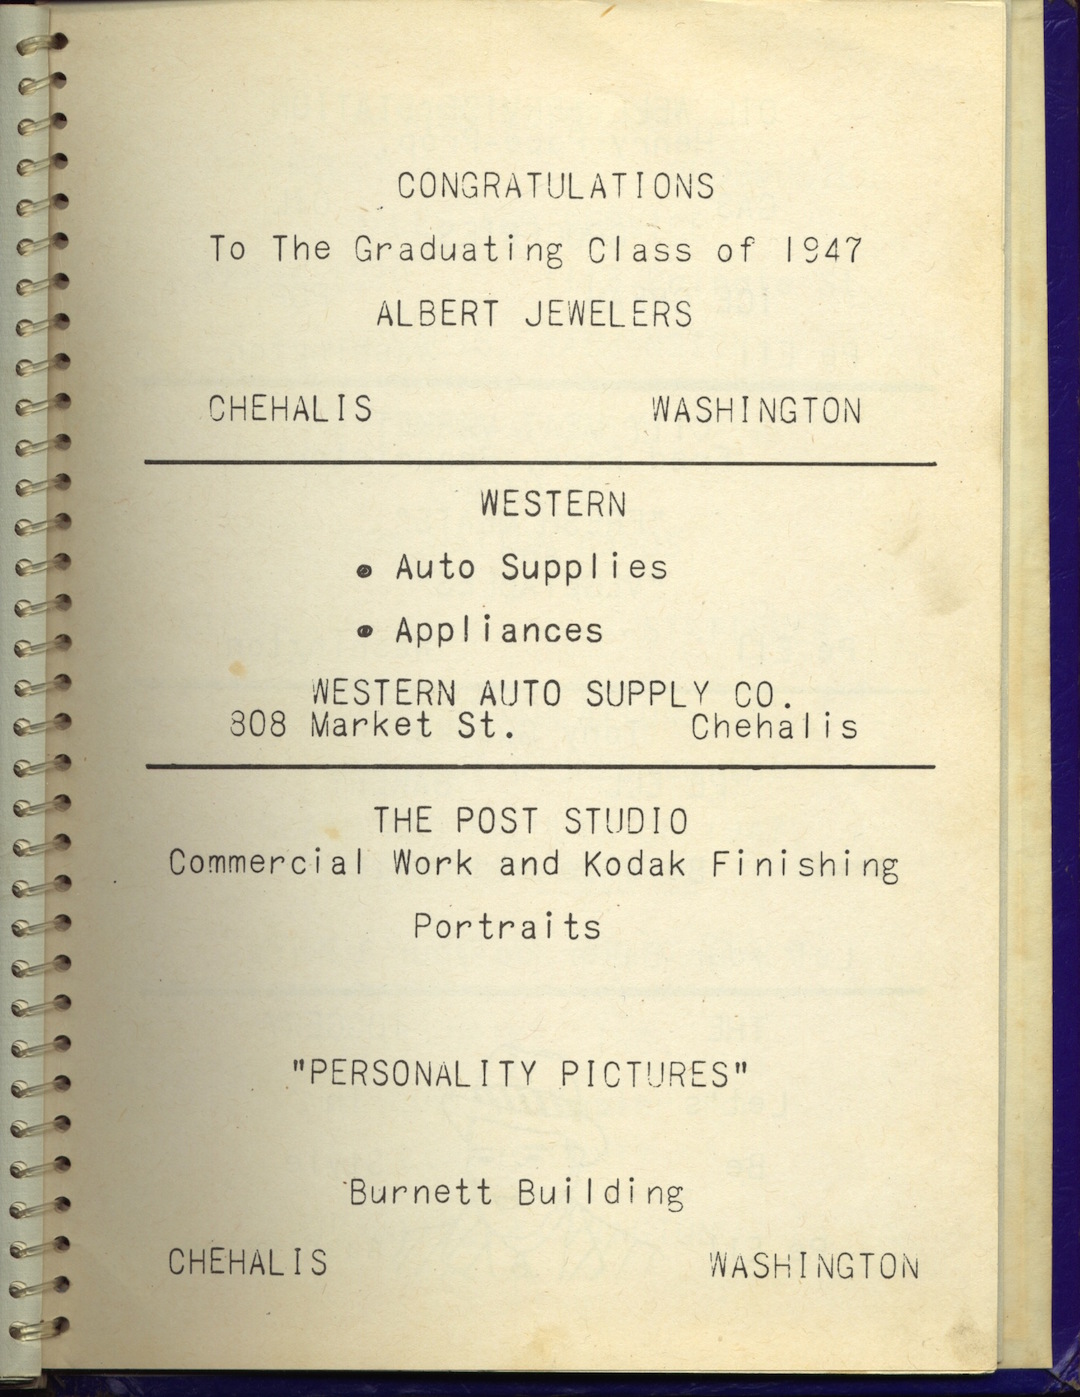 CONGRATULATIONS
To The Graduating Class of 1947
ALBERT JEWELERS
CHEHALIS WASHINGTON
WESTERN
• Auto Supplies
• Appliances
WESTERN AUTO SUPPLY CO.
808 Market St. Chehalis
THE POST STUDIO
Commercial Work and Kodak Finishing
Portraits
"PERSONALITY PICTURES"
Burnett Building
CHEHALIS WASHINGTON